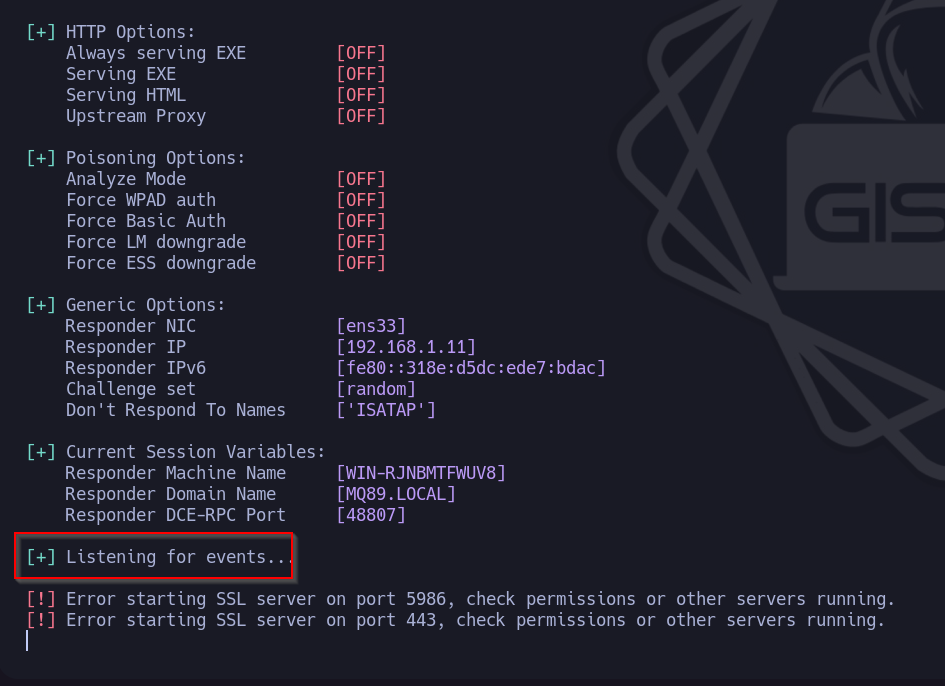 [+] HTTP Options:
Always serving EXE [OFF]
Serving EXE [OFF]
Serving HTML [OFF]
Upstream Proxy [OFF]
[+] Poisoning Options:
Analyze Mode [OFF]
Force WPAD auth [OFF]
Force Basic Auth [OFF]
Force LM downgrade [OFF]
Force ESS downgrade [OFF]
[+] Generic Options:
Responder NIC [ens33]
Responder IP [192.168.1.11]
Responder IPv6 [fe80::318e:d5dc:ede7:bdac]
Challenge set [random]
Don't Respond To Names ['ISATAP']
[+] Current Session Variables:
Responder Machine Name [WIN-RJNBMTFWUV8]
Responder Domain Name [MQ89.LOCAL]
Responder DCE-RPC Port [48807]
[+] Listening for events...
[!] Error starting SSL server on port 5986, check permissions or other servers running.
[!] Error starting SSL server on port 443, check permissions or other servers running.
GIS